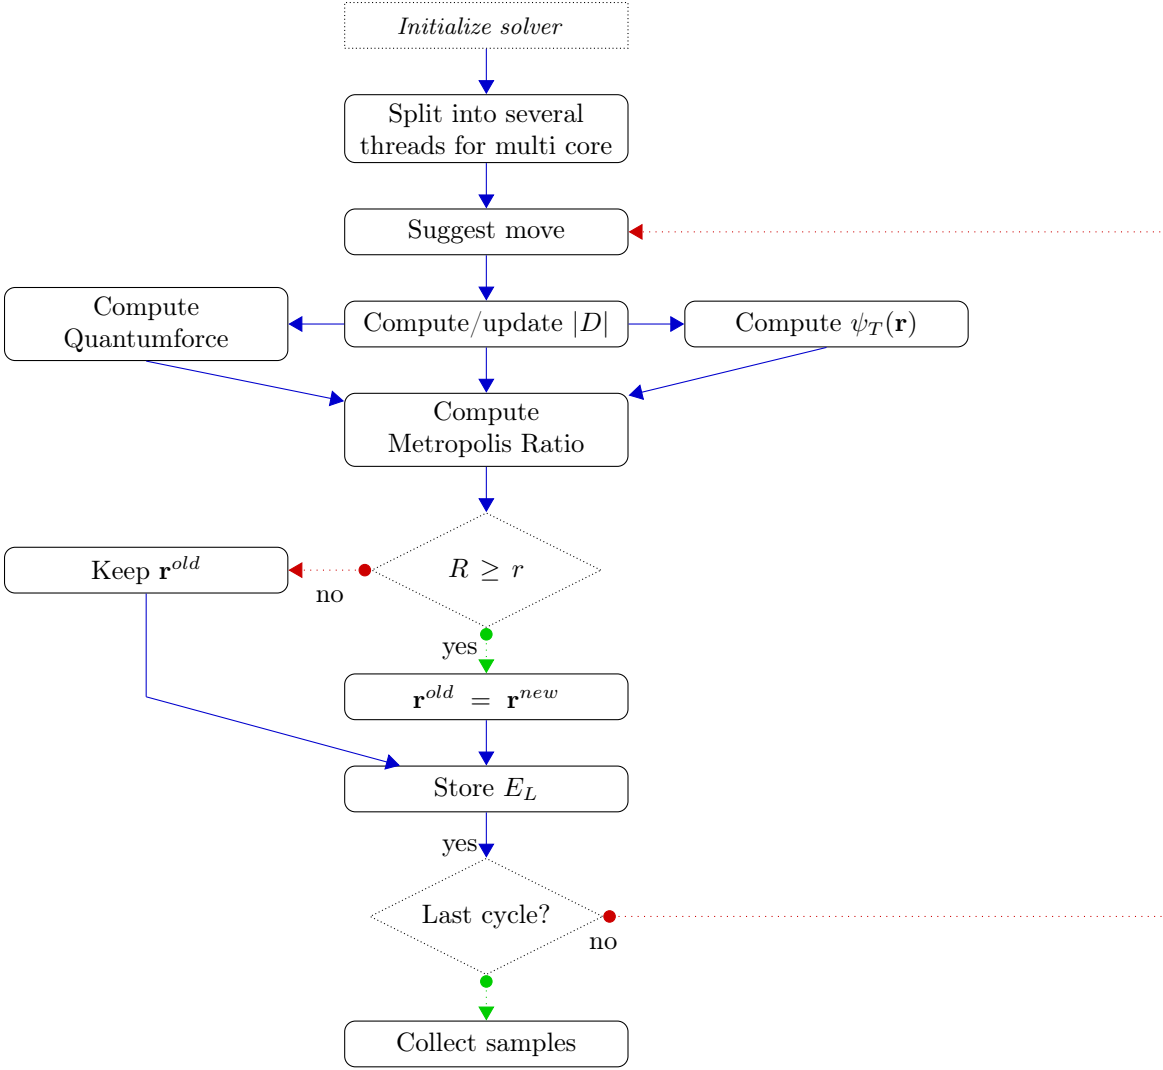 Initialize solver
Split into several
threads for multi core
Suggest move
Compute
Quantumforce
Compute/update |D|
Compute ψ_T(𝐫)
Compute
Metropolis Ratio
Keep 𝐫^{old}
no
R ≥ r
yes
𝐫^{old} = 𝐫^{new}
Store E_L
yes
Last cycle?
no
Collect samples